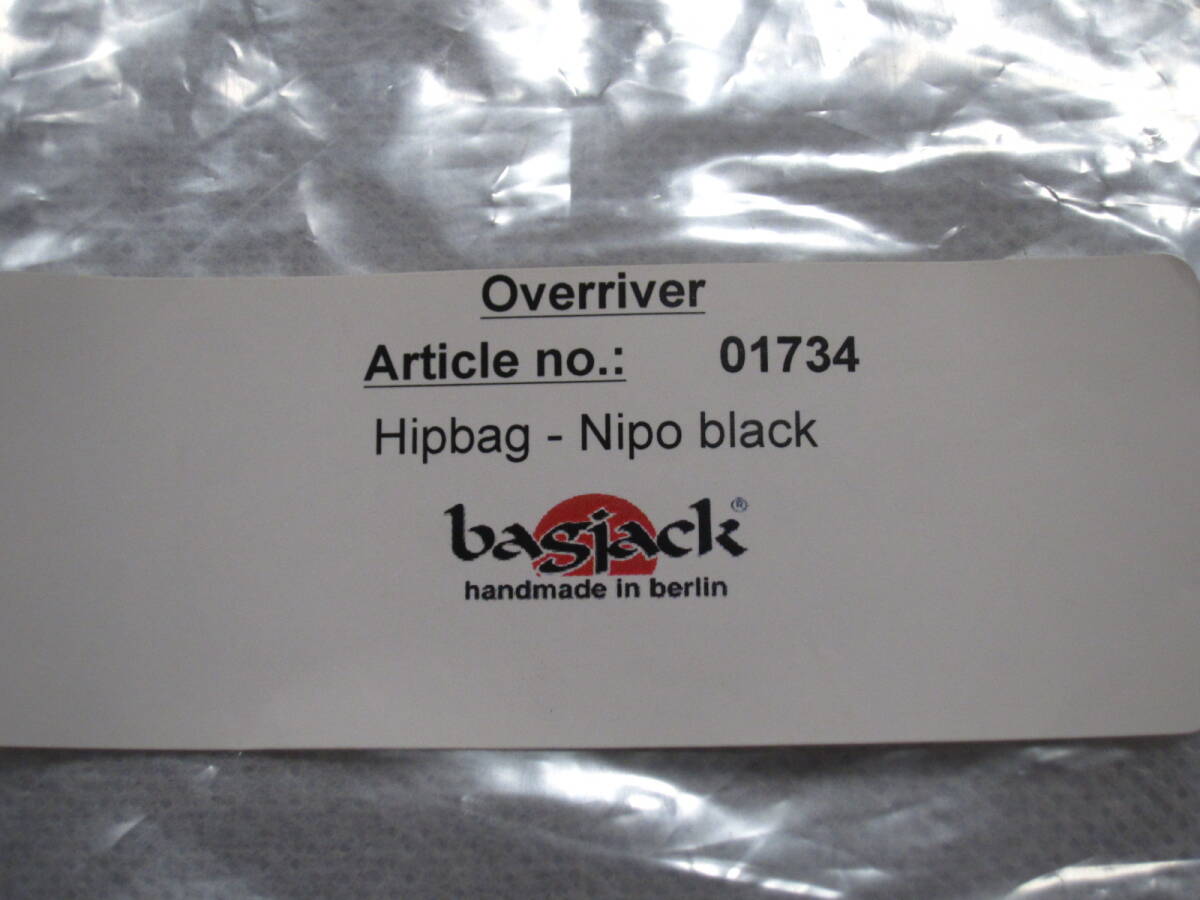 Overriver
Article no.: 01734
Hipbag - Nipo black
bagjack®
handmade in berlin